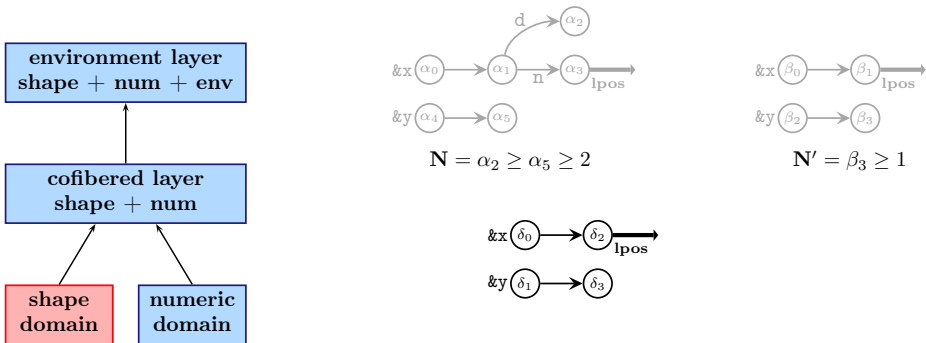 environment layer
shape + num + env
cofibered layer
shape + num
shape
domain
numeric
domain
d
α₂
&x α₀ α₁ n α₃ lpos
&y α₄ α₅
N = α₂ ≥ α₅ ≥ 2
&x β₀ β₁ lpos
&y β₂ β₃
N′ = β₃ ≥ 1
&x δ₀ δ₂ lpos
&y δ₁ δ₃